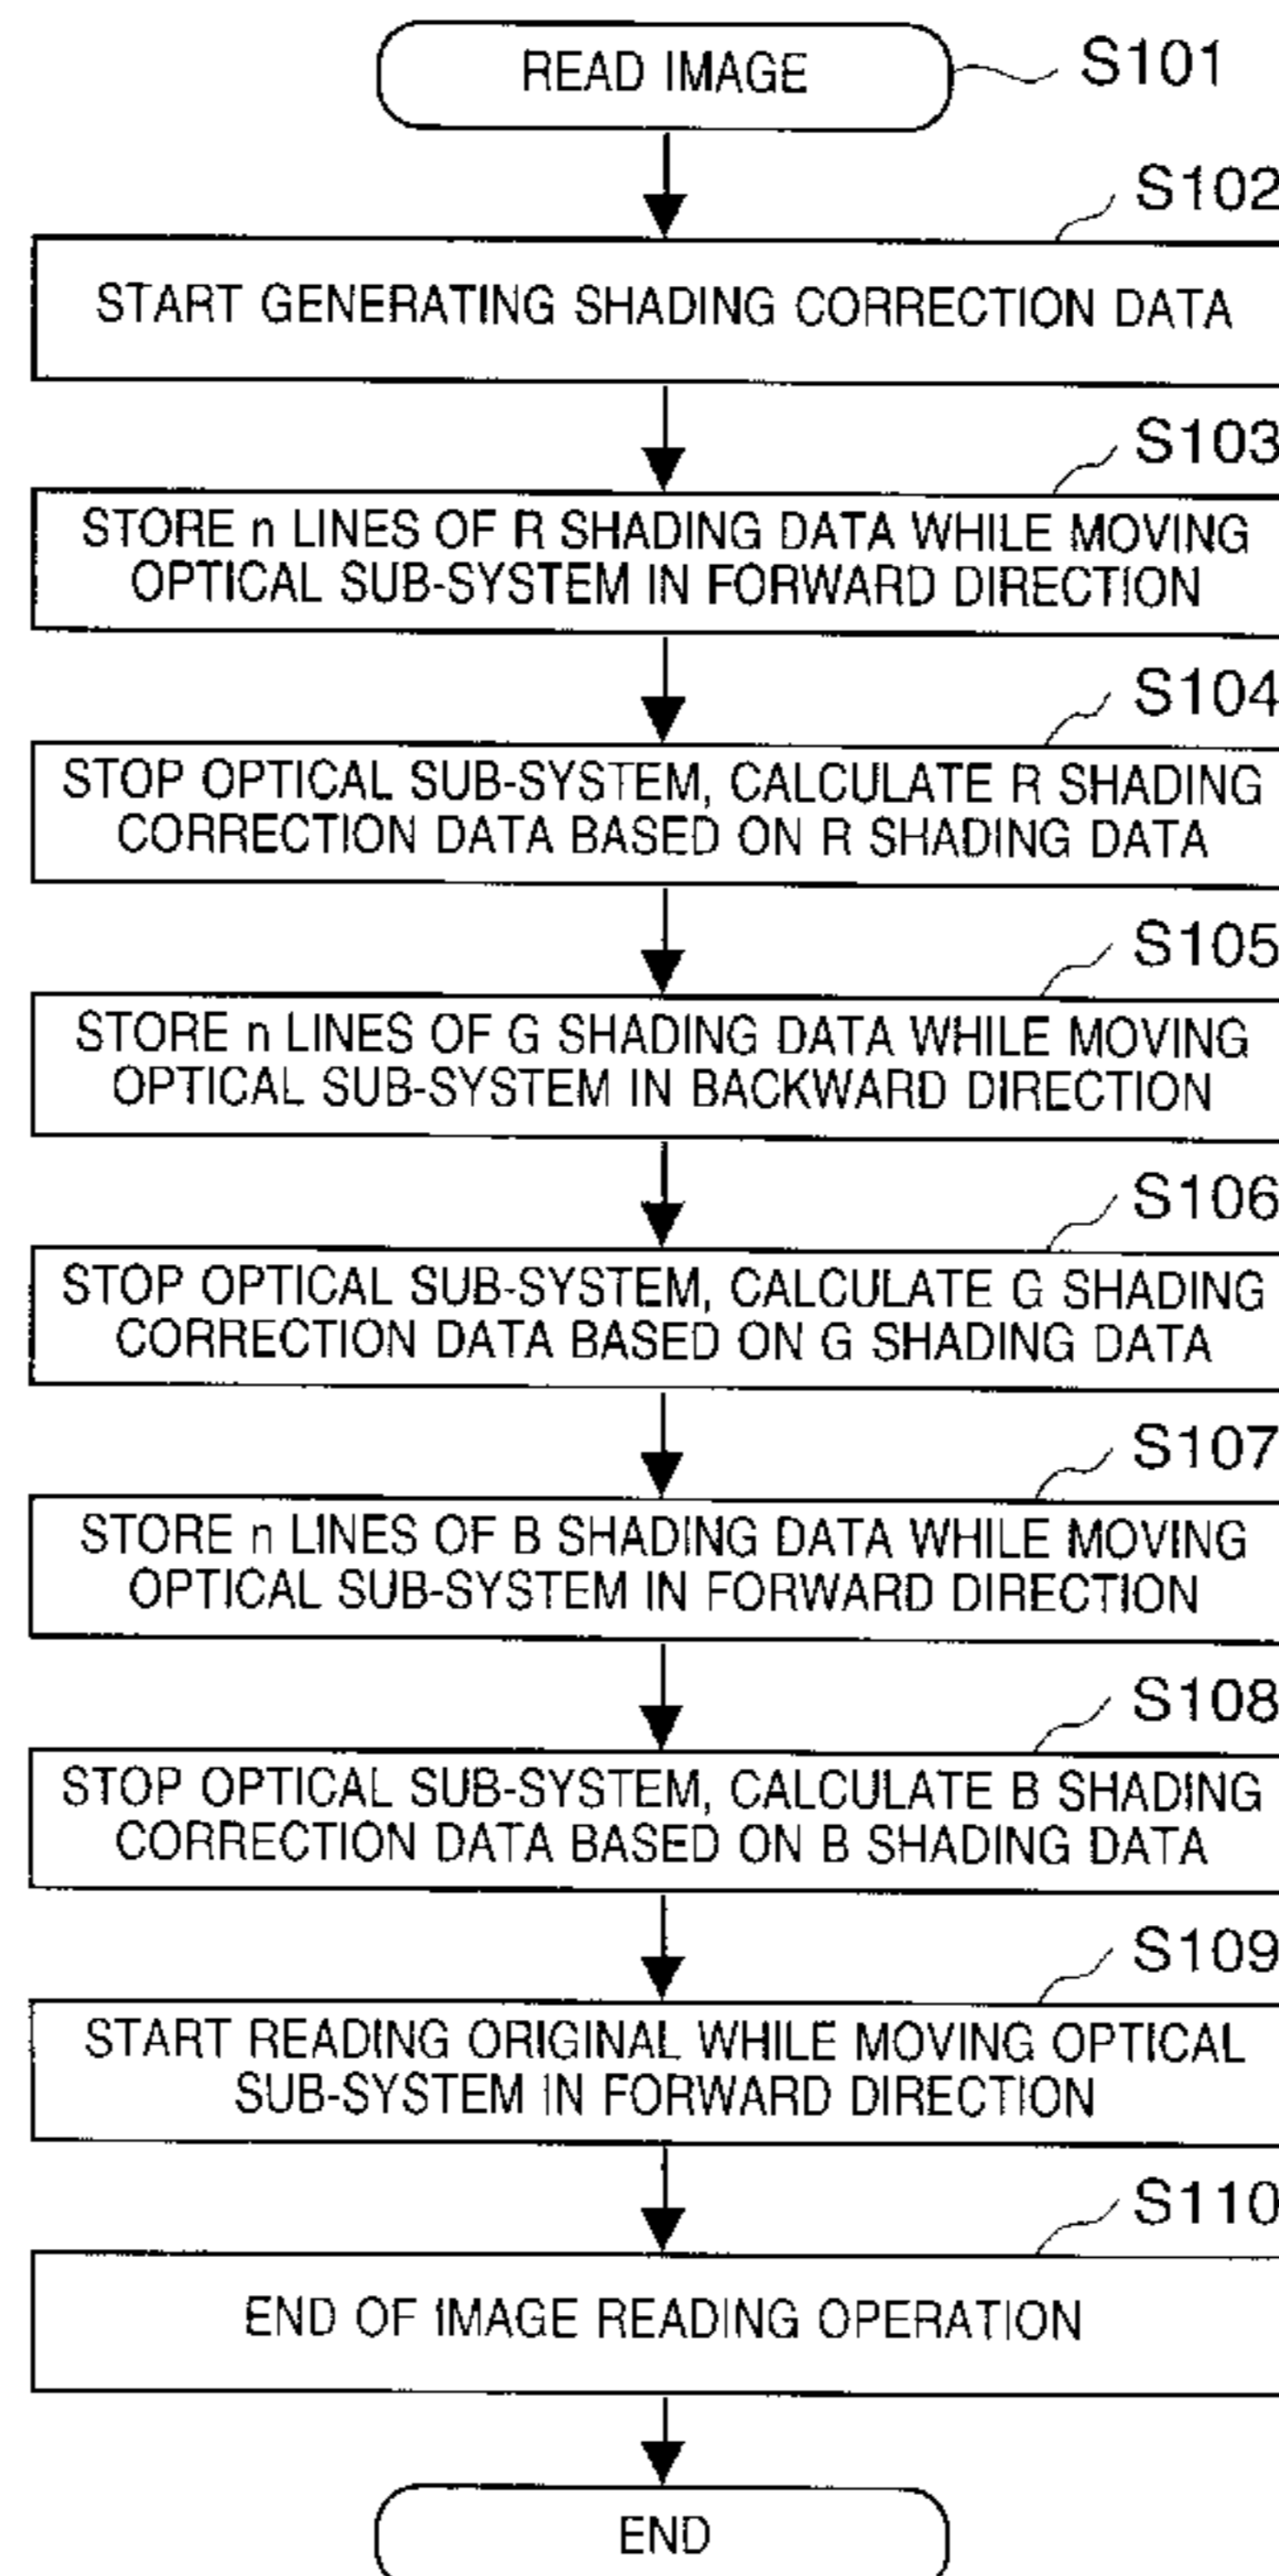 READ IMAGE
S101
S102
START GENERATING SHADING CORRECTION DATA
S103
STORE n LINES OF R SHADING DATA WHILE MOVING
OPTICAL SUB-SYSTEM IN FORWARD DIRECTION
S104
STOP OPTICAL SUB-SYSTEM, CALCULATE R SHADING
CORRECTION DATA BASED ON R SHADING DATA
S105
STORE n LINES OF G SHADING DATA WHILE MOVING
OPTICAL SUB-SYSTEM IN BACKWARD DIRECTION
S106
STOP OPTICAL SUB-SYSTEM, CALCULATE G SHADING
CORRECTION DATA BASED ON G SHADING DATA
S107
STORE n LINES OF B SHADING DATA WHILE MOVING
OPTICAL SUB-SYSTEM IN FORWARD DIRECTION
S108
STOP OPTICAL SUB-SYSTEM, CALCULATE B SHADING
CORRECTION DATA BASED ON B SHADING DATA
S109
START READING ORIGINAL WHILE MOVING OPTICAL
SUB-SYSTEM IN FORWARD DIRECTION
S110
END OF IMAGE READING OPERATION
END